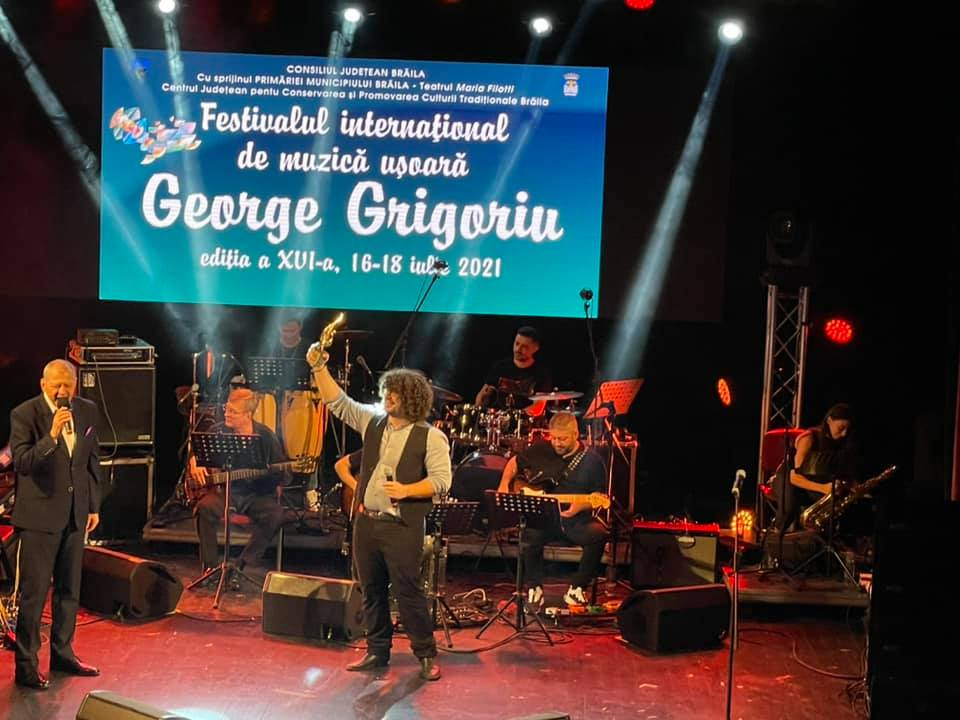 CONSILIUL JUDEȚEAN BRĂILA
Cu sprijinul PRIMĂRIEI MUNICIPIULUI BRĂILA - Teatrul Maria Filotti
Centrul Județean pentu Conservarea și Promovarea Culturii Tradiționale Brăila
Festivalul internațional
de muzică ușoară
George Grigoriu
ediția a XVI-a, 16-18 iulie 2021